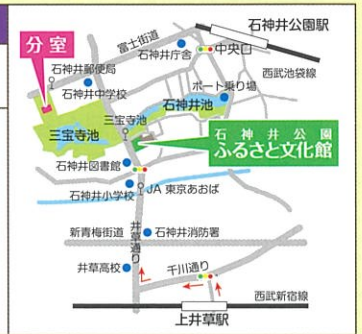 石神井公園駅
分室
富士街道
石神井庁舎
中央口
石神井郵便局
西武池袋線
石神井中学校
ボート乗り場
石神井池
三宝寺池
三宝寺池
石神井公園
ふるさと文化館
石神井図書館
石神井小学校
JA 東京あおば
井草通り
新青梅街道
石神井消防署
井草高校
千川通り
西武新宿線
上井草駅